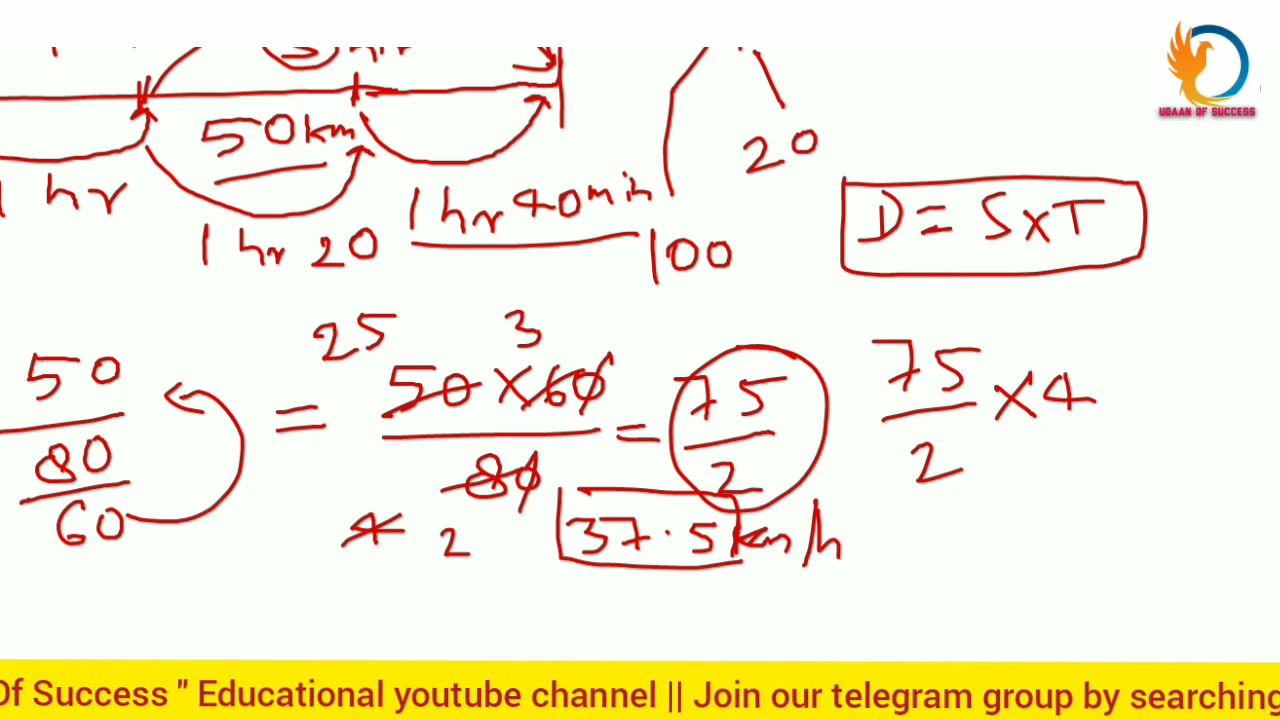 UDAAN OF SUCCESS
50km
20
hr
1 hr 20
1 hr 40 min
100
D = S x T
25
3
50
80
60
= 50 x 60
80
= 75
2
75
2
x 4
4
2
37.5 km/h
Of Success " Educational youtube channel || Join our telegram group by searching